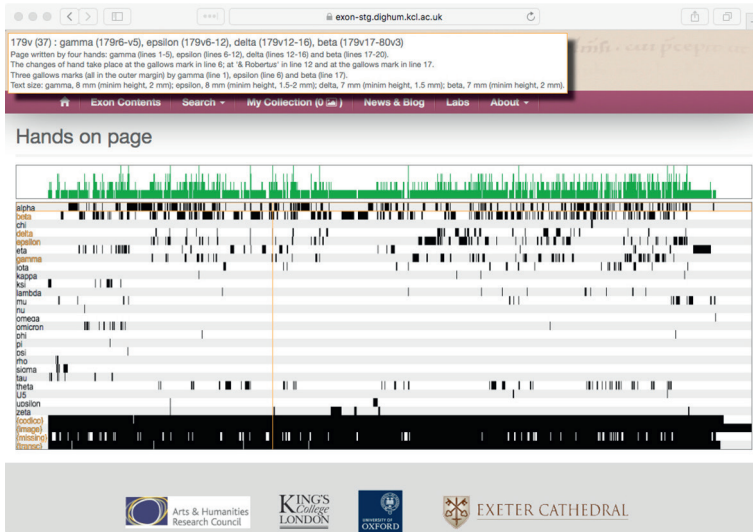 exon-stg.dighum.kcl.ac.uk
179v (37) : gamma (179r6-v5), epsilon (179v6-12), delta (179v12-16), beta (179v17-80v3)
Page written by four hands: gamma (lines 1-5), epsilon (lines 6-12), delta (lines 12-16) and beta (lines 17-20).
The changes of hand take place at the gallows mark in line 6; at '& Robertus' in line 12 and at the gallows mark in line 17.
Three gallows marks (all in the outer margin) by gamma (line 1), epsilon (line 6) and beta (line 17).
Text size: gamma, 8 mm (minim height, 2 mm); epsilon, 8 mm (minim height, 1.5-2 mm); delta, 7 mm (minim height, 1.5 mm); beta, 7 mm (minim height, 2 mm).
Exon Contents Search My Collection (0) News & Blog Labs About
Hands on page
alpha
beta
chi
delta
epsilon
eta
gamma
iota
kappa
ksi
lambda
mu
nu
omega
omicron
phi
pi
psi
rho
sigma
tau
theta
U5
upsilon
zeta
{codico}
{image}
{missing}
Arts & Humanities
Research Council
KING'S
College
LONDON
UNIVERSITY OF
OXFORD
EXETER CATHEDRAL